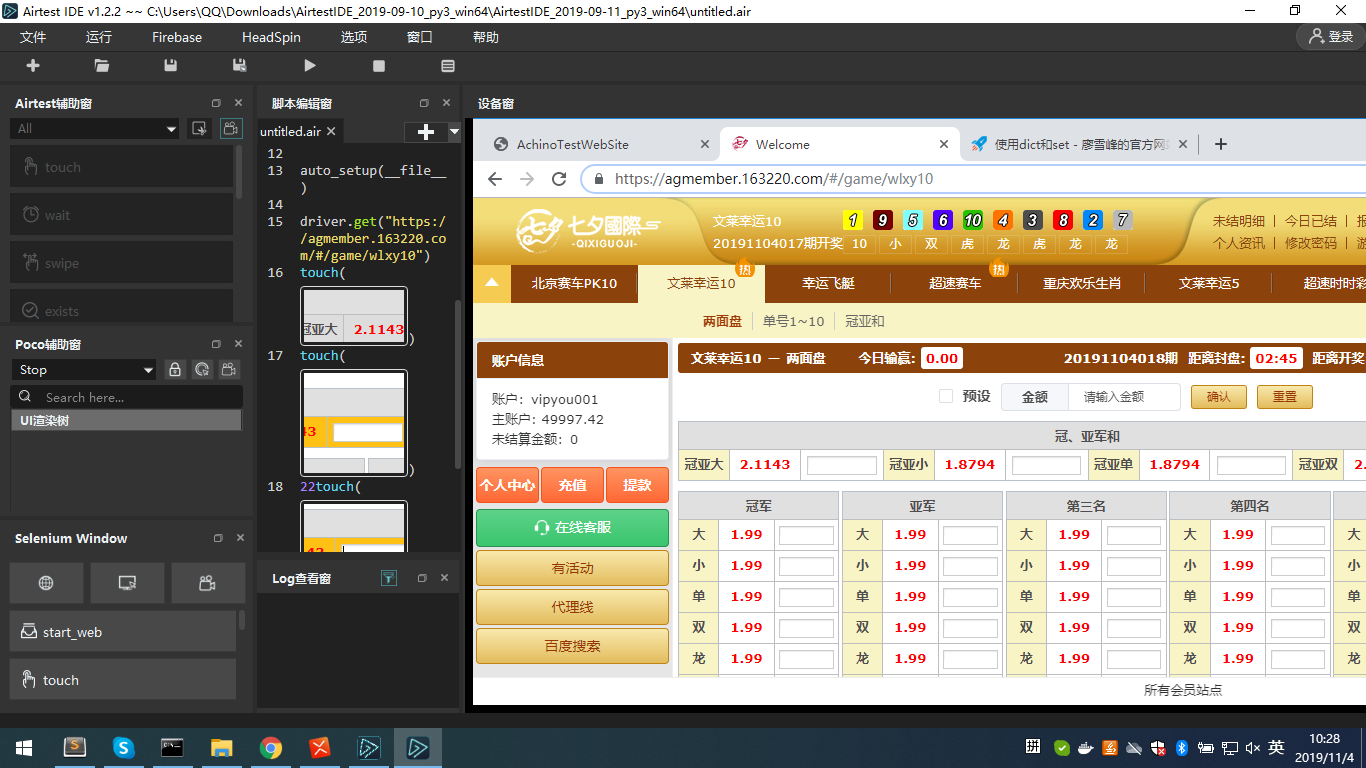 Airtest IDE v1.2.2 ~~ C:\Users\QQ\Downloads\AirtestIDE_2019-09-10_py3_win64\AirtestIDE_2019-09-11_py3_win64\untitled.air
文件 运行 Firebase HeadSpin 选项 窗口 帮助 登录
Airtest辅助窗
All
touch
wait
swipe
exists
Poco辅助窗
Stop
Search here...
UI渲染树
Selenium Window
start_web
touch
脚本编辑窗
untitled.air
12
13 auto_setup(__file__
)
14
15 driver.get("https:/
/agmember.163220.co
m/#/game/wlxy10")
16 touch(
冠亚大 2.1143
)
17 touch(
43
)
18 22touch(
43
Log查看窗
设备窗
AchinoTestWebSite Welcome 使用dict和set - 廖雪峰的官方网
https://agmember.163220.com/#/game/wlxy10
七夕 七夕國際
-QIXIGUOJI-
文莱幸运10 1 9 5 6 10 4 3 8 2 7
20191104017期开奖 10 小 双 虎 龙 虎 龙 龙
未结明细 | 今日已结 | 报
个人资讯 | 修改密码 | 游
热 热
北京赛车PK10 文莱幸运10 幸运飞艇 超速赛车 重庆欢乐生肖 文莱幸运5 超速时时彩
两面盘 单号1~10 冠亚和
账户信息
账户：vipyou001
主账户：49997.42
未结算金额：0
个人中心 充值 提款
在线客服
有活动
代理线
百度搜索
文莱幸运10 — 两面盘 今日输赢: 0.00 20191104018期 距离封盘: 02:45 距离开奖
预设 金额 请输入金额 确认 重置
冠、亚军和
冠亚大 2.1143 冠亚小 1.8794 冠亚单 1.8794 冠亚双 2.
冠军 亚军 第三名 第四名
大 1.99 大 1.99 大 1.99 大 1.99 大
小 1.99 小 1.99 小 1.99 小 1.99 小
单 1.99 单 1.99 单 1.99 单 1.99 单
双 1.99 双 1.99 双 1.99 双 1.99 双
龙 1.99 龙 1.99 龙 1.99 龙 1.99 龙
所有会员站点
拼 英 10:28
2019/11/4